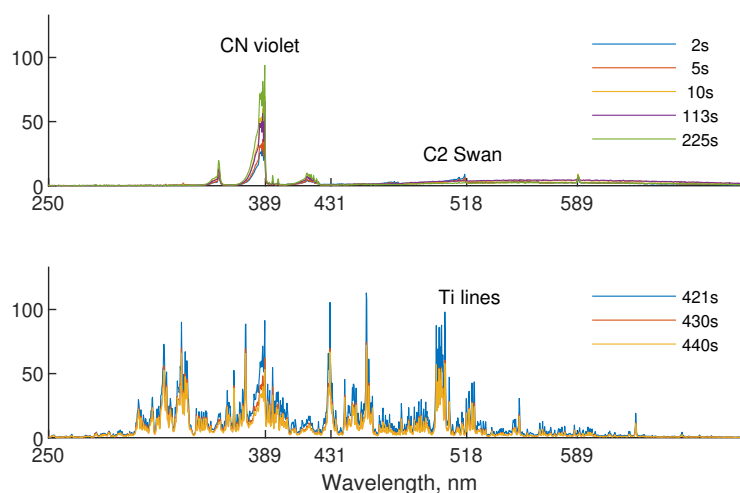 CN violet
C2 Swan
2s
5s
10s
113s
225s
100
50
0
250
389
431
518
589
Ti lines
421s
430s
440s
100
50
0
250
389
431
518
589
Wavelength, nm